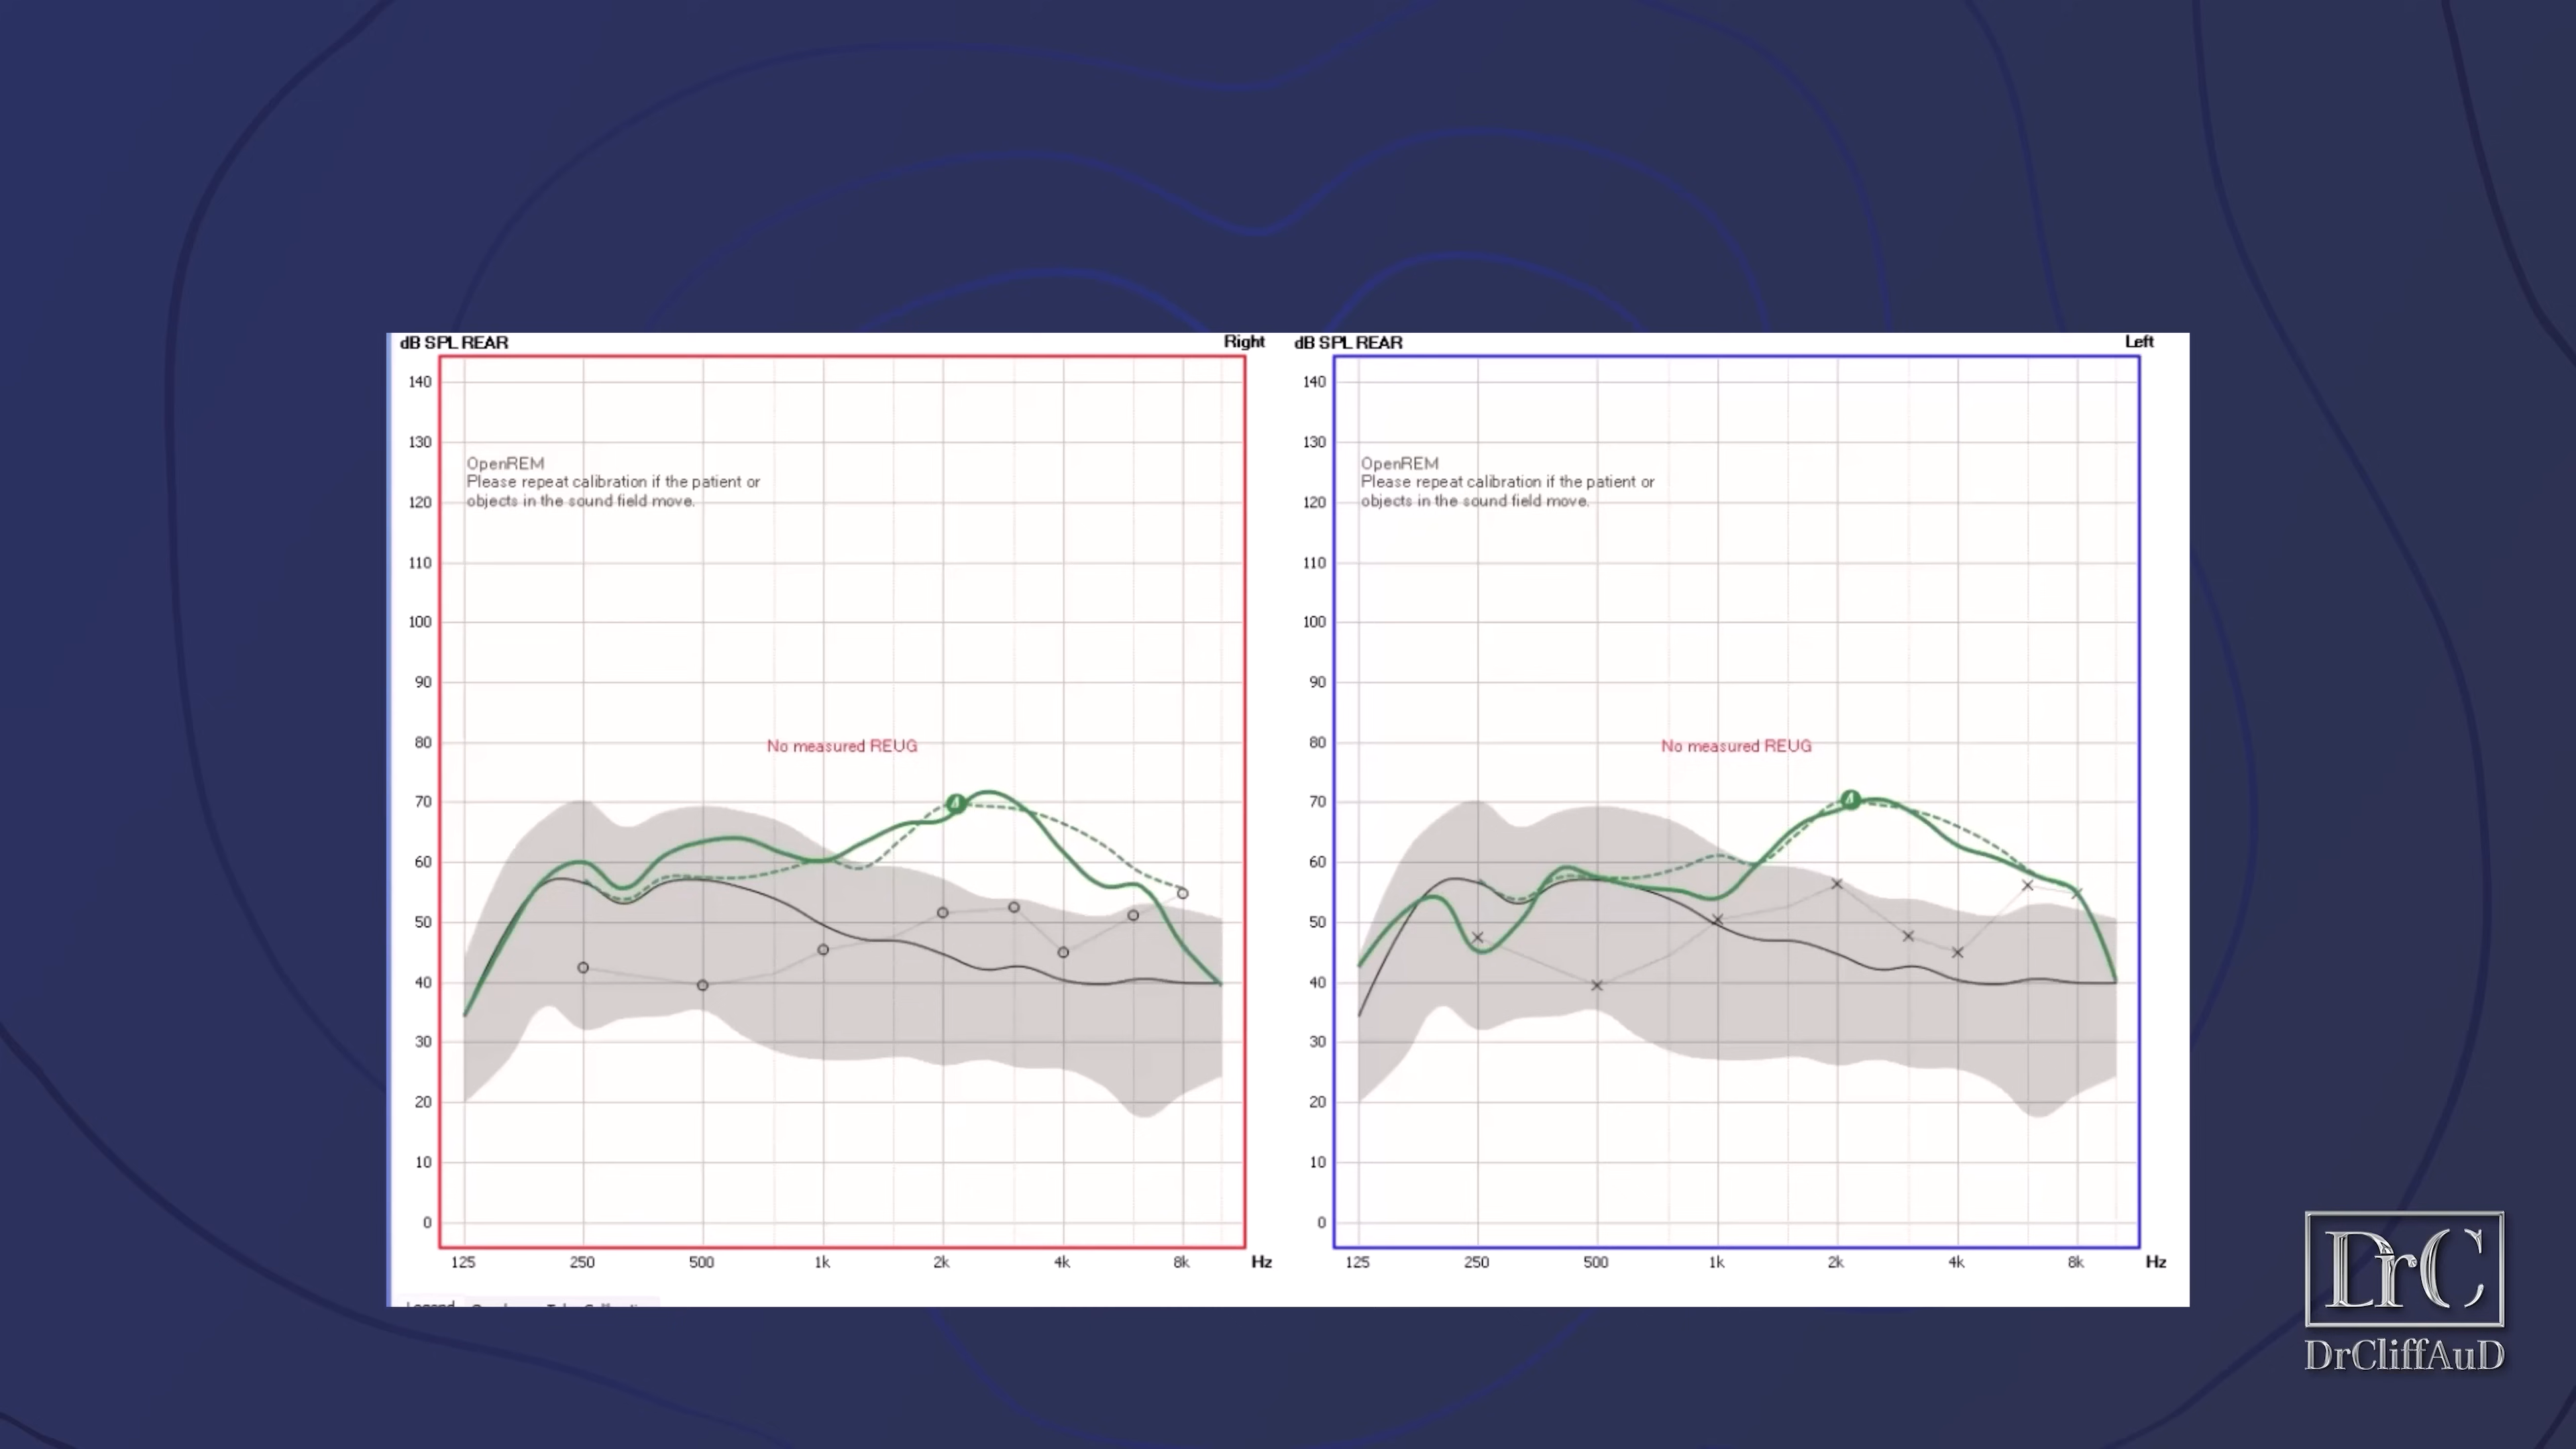 dB SPL REAR
Right
140
130
OpenREM
Please repeat calibration if the patient or
120
objects in the sound field move.
110
100
90
80
No measured REUG
70
60
50
40
30
20
10
0
125 250 500 1k 2k 4k 8k Hz
dB SPL REAR
Left
140
130
OpenREM
Please repeat calibration if the patient or
120
objects in the sound field move.
110
100
90
80
No measured REUG
70
60
50
40
30
20
10
0
125 250 500 1k 2k 4k 8k Hz
DrC
DrCliffAuD